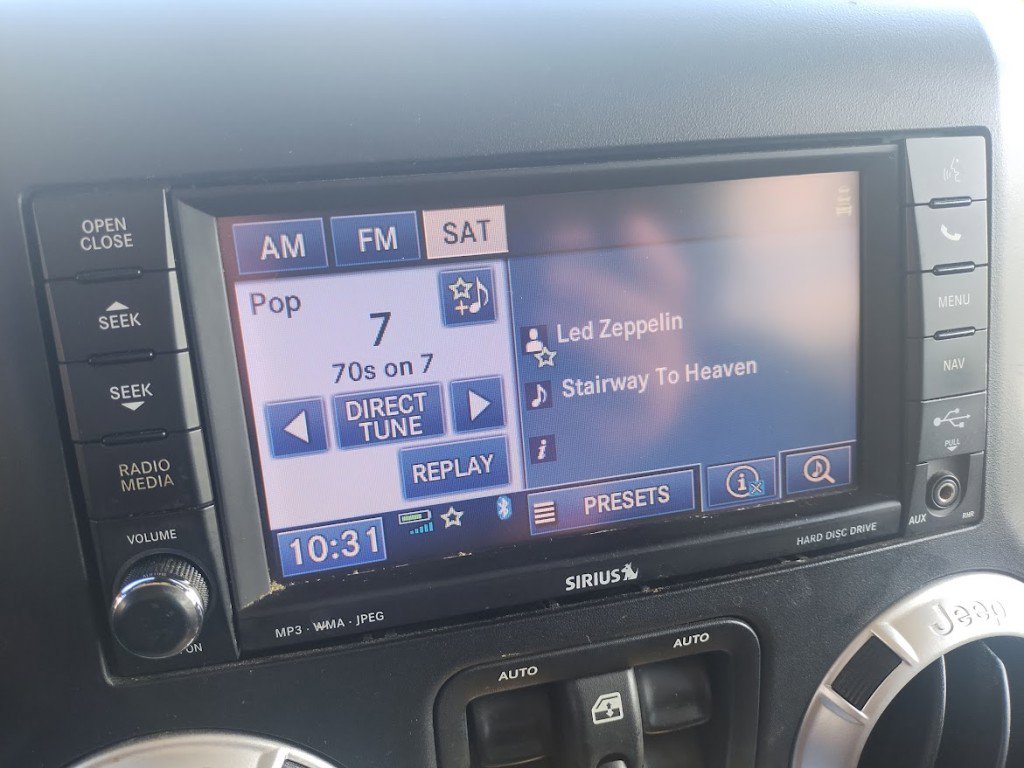 OPEN
CLOSE
SEEK
SEEK
RADIO
MEDIA
VOLUME
ON
AM
FM
SAT
Pop
7
70s on 7
DIRECT
TUNE
REPLAY
10:31
Led Zeppelin
Stairway To Heaven
i
PRESETS
i
MENU
NAV
PULL
AUX
PWR
MP3 · WMA · JPEG
SIRIUS
HARD DISC DRIVE
AUTO
AUTO
Jeep